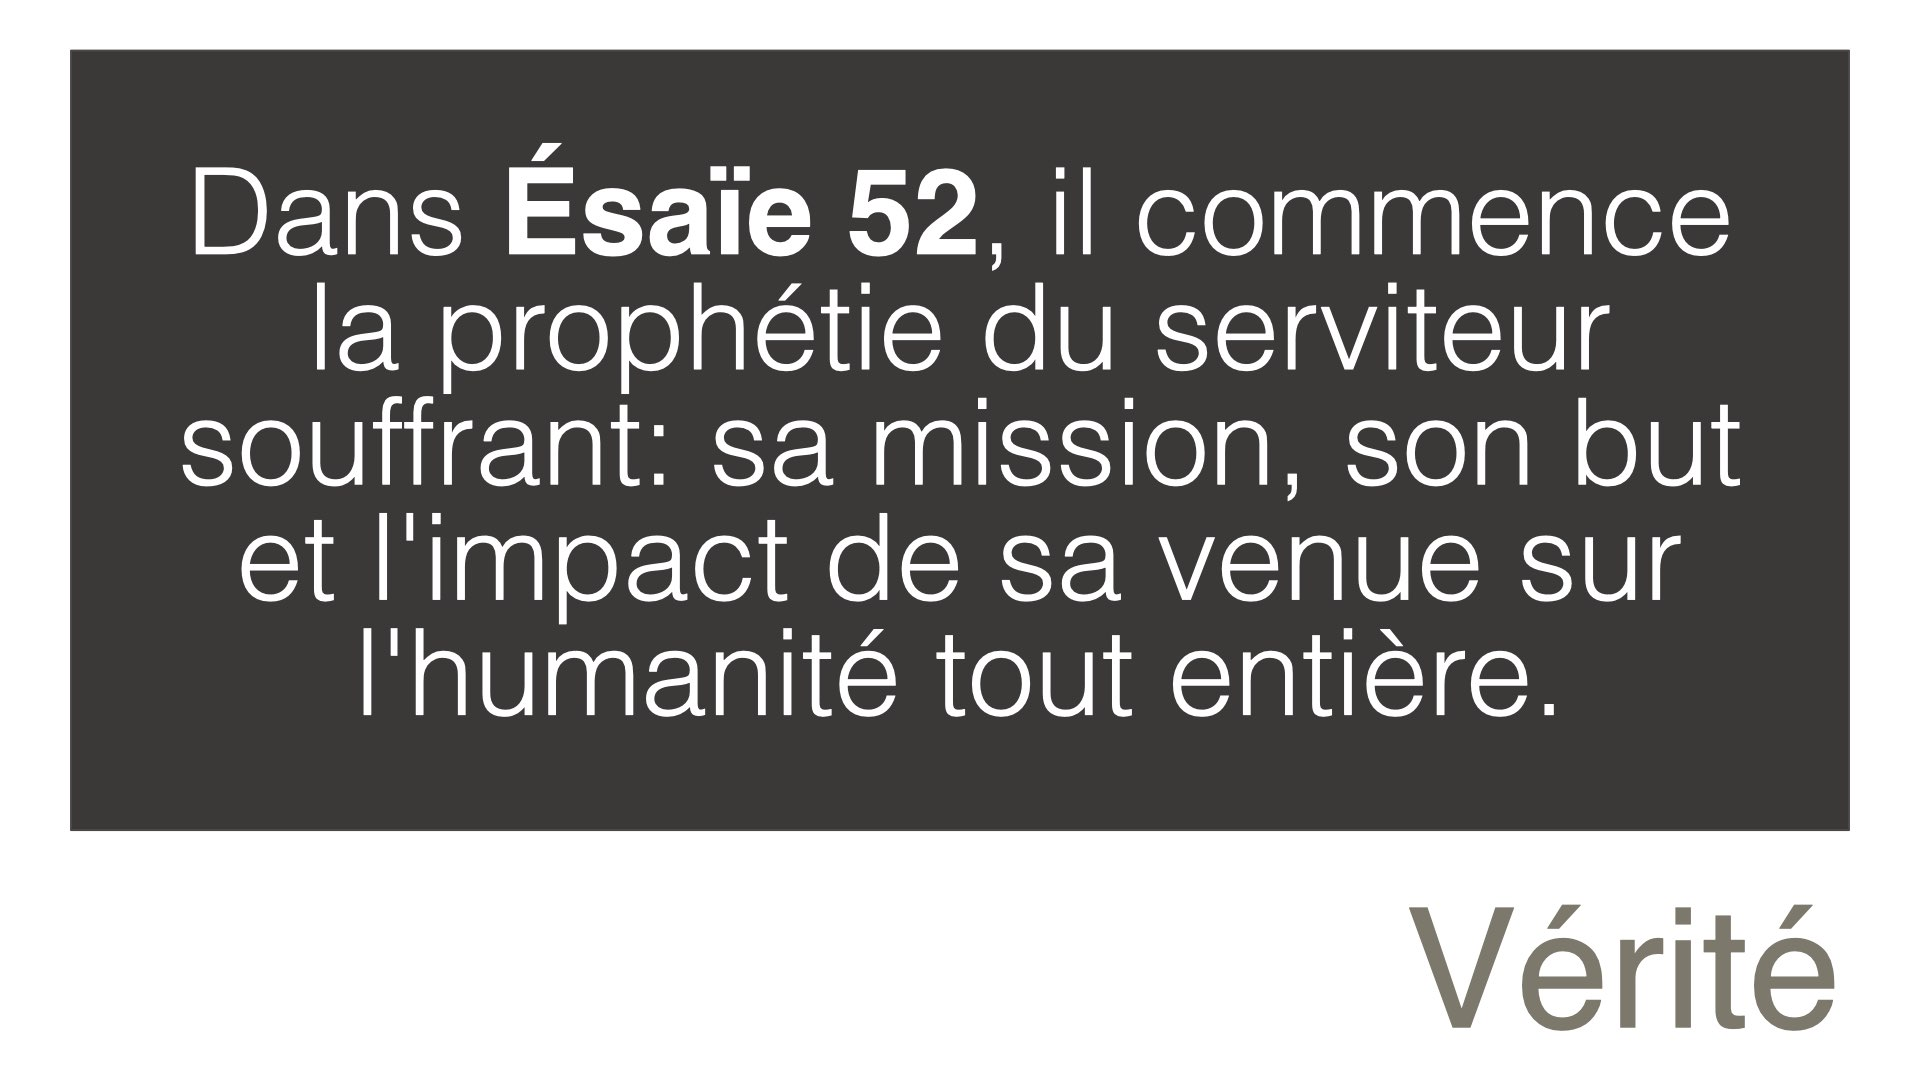 Dans Ésaïe 52, il commence
la prophétie du serviteur
souffrant: sa mission, son but
et l'impact de sa venue sur
l'humanité tout entière.
Vérité